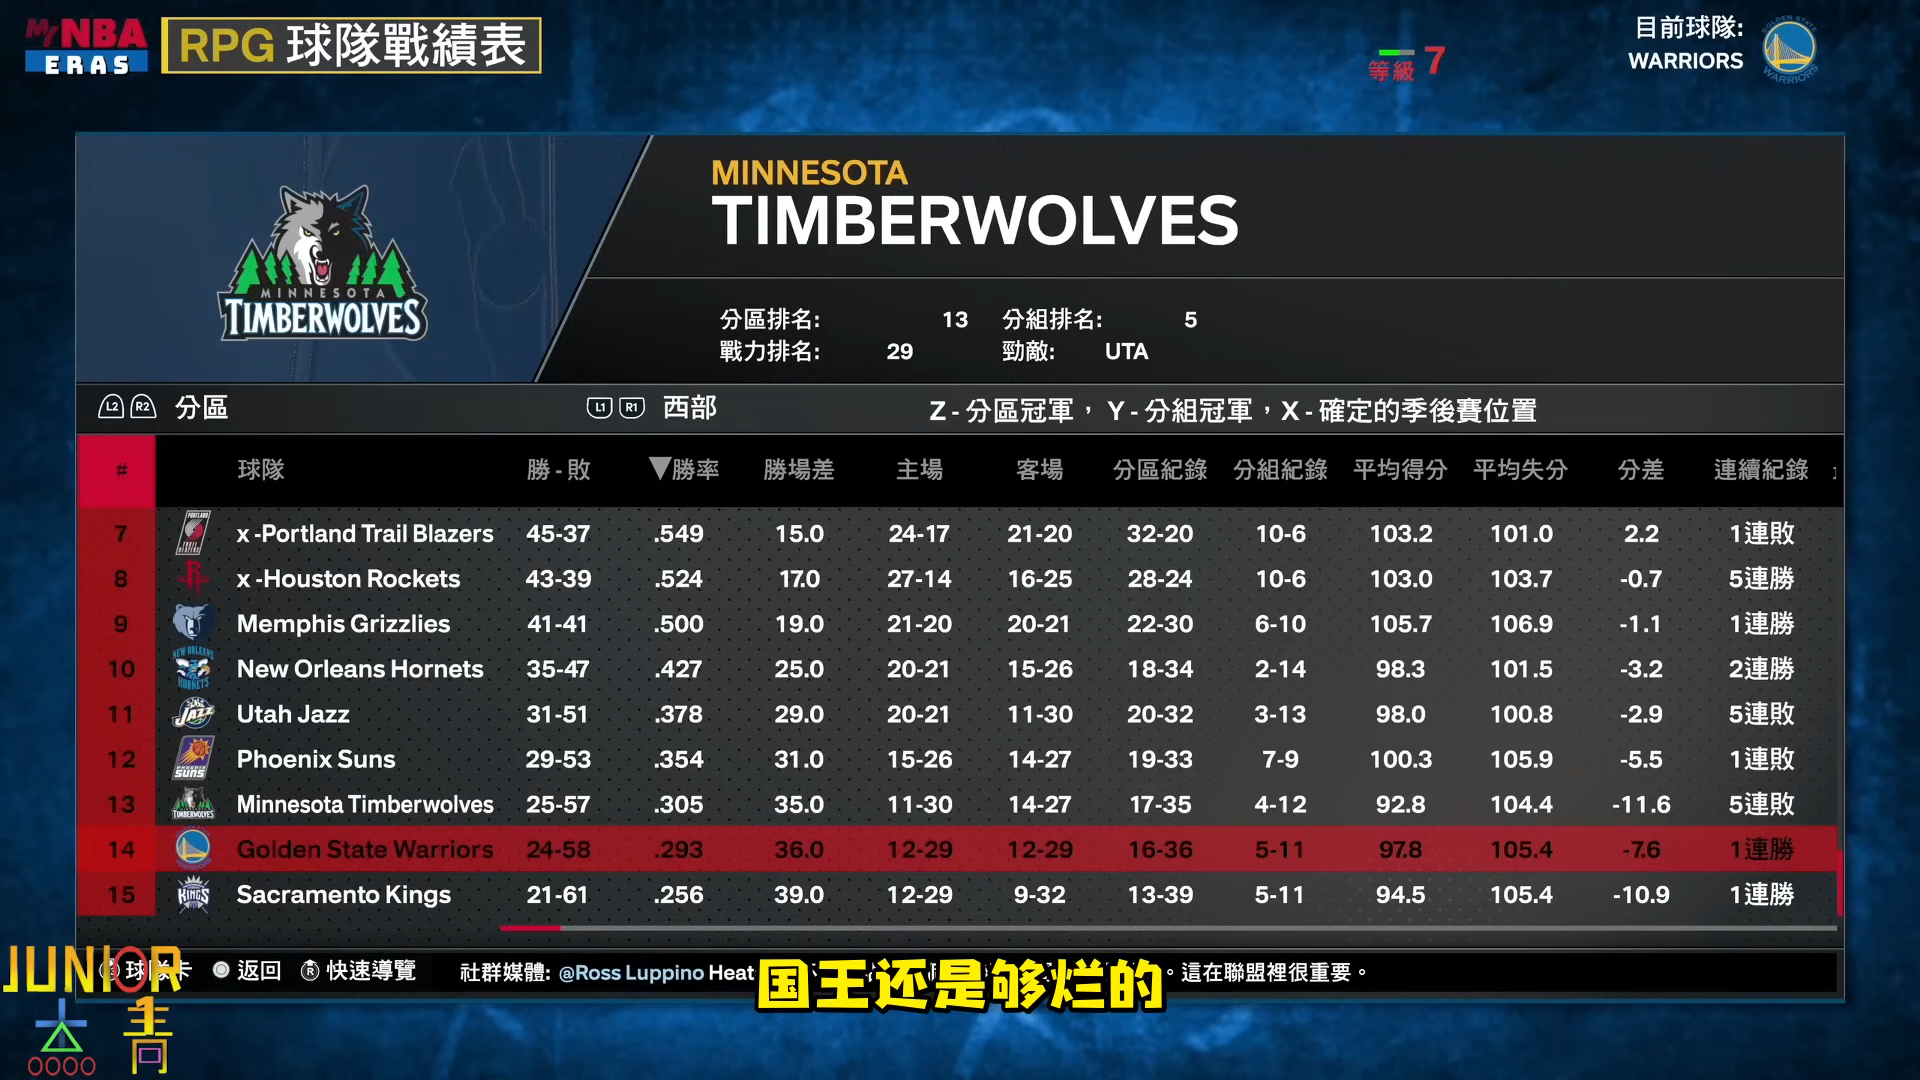 MyNBA ERAS
RPG 球隊戰績表
等級 7
目前球隊:
WARRIORS
MINNESOTA
TIMBERWOLVES
MINNESOTA
TIMBERWOLVES
分區排名: 13 分組排名: 5
戰力排名: 29 勁敵: UTA
L2 R2 分區 L1 R1 西部 Z - 分區冠軍, Y - 分組冠軍, X - 確定的季後賽位置
# 球隊 勝 - 敗 ▼勝率 勝場差 主場 客場 分區紀錄 分組紀錄 平均得分 平均失分 分差 連續紀錄
7 x -Portland Trail Blazers 45-37 .549 15.0 24-17 21-20 32-20 10-6 103.2 101.0 2.2 1連敗
8 x -Houston Rockets 43-39 .524 17.0 27-14 16-25 28-24 10-6 103.0 103.7 -0.7 5連勝
9 Memphis Grizzlies 41-41 .500 19.0 21-20 20-21 22-30 6-10 105.7 106.9 -1.1 1連勝
10 New Orleans Hornets 35-47 .427 25.0 20-21 15-26 18-34 2-14 98.3 101.5 -3.2 2連勝
11 Utah Jazz 31-51 .378 29.0 20-21 11-30 20-32 3-13 98.0 100.8 -2.9 5連敗
12 Phoenix Suns 29-53 .354 31.0 15-26 14-27 19-33 7-9 100.3 105.9 -5.5 1連敗
13 Minnesota Timberwolves 25-57 .305 35.0 11-30 14-27 17-35 4-12 92.8 104.4 -11.6 5連敗
14 Golden State Warriors 24-58 .293 36.0 12-29 12-29 16-36 5-11 97.8 105.4 -7.6 1連勝
15 Sacramento Kings 21-61 .256 39.0 12-29 9-32 13-39 5-11 94.5 105.4 -10.9 1連勝
球隊卡 返回 R 快速導覽 社群媒體: @Ross Luppino Heat 。這在聯盟裡很重要。
国王还是够烂的
JUNIOR